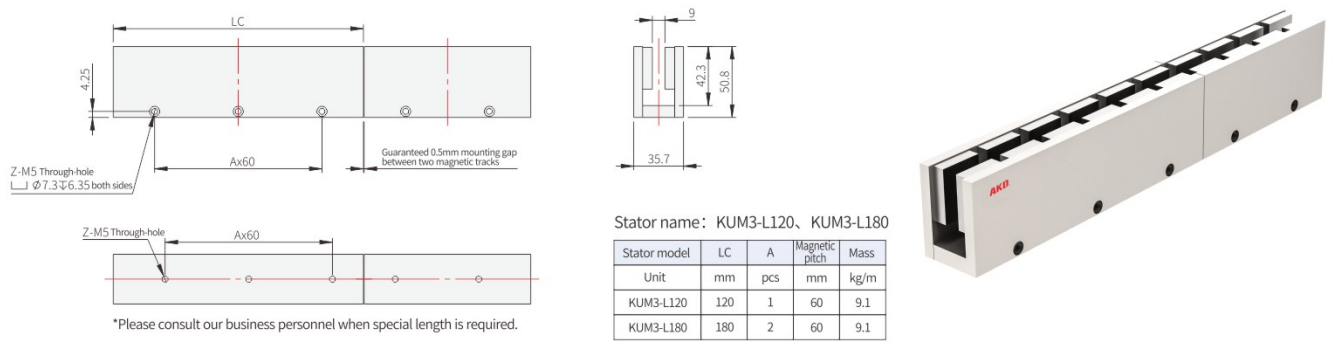 LC
4.25
Ax60
Guaranteed 0.5mm mounting gap
between two magnetic tracks
Z-M5 Through-hole
⌴ Φ7.3↧6.35 both sides
Z-M5 Through-hole
Ax60
*Please consult our business personnel when special length is required.
9
42.3
50.8
35.7
Stator name： KUM3-L120、KUM3-L180
Stator model LC A Magnetic pitch Mass
Unit mm pcs mm kg/m
KUM3-L120 120 1 60 9.1
KUM3-L180 180 2 60 9.1
AKD